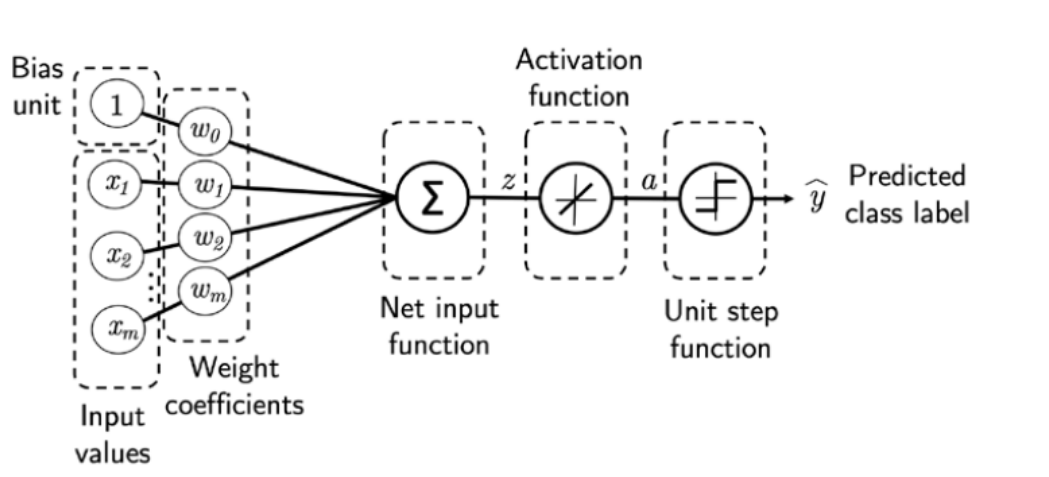 Bias
unit
1
x₁
x₂
xₘ
w₀
w₁
w₂
wₘ
Input
values
Weight
coefficients
Σ
Net input
function
z
Activation
function
a
Unit step
function
ŷ
Predicted
class label